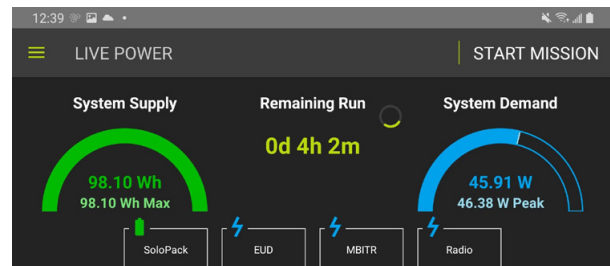 12:39
LIVE POWER
START MISSION
System Supply
Remaining Run
System Demand
0d 4h 2m
98.10 Wh
98.10 Wh Max
45.91 W
46.38 W Peak
SoloPack
EUD
MBITR
Radio